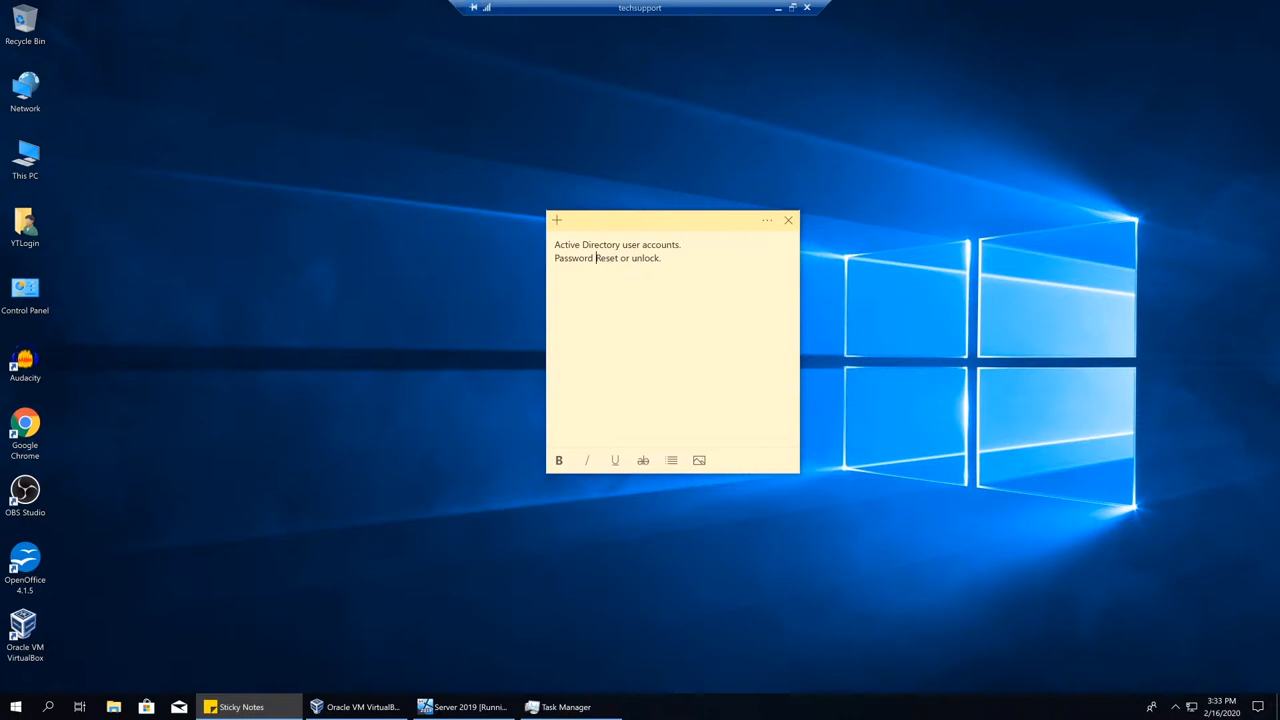 techsupport
Recycle Bin
Network
This PC
YTLogin
Control Panel
Audacity
Google
Chrome
OBS Studio
OpenOffice
4.1.5
Oracle VM
VirtualBox
Active Directory user accounts.
Password Reset or unlock.
B / U ab
Sticky Notes
Oracle VM VirtualB...
Server 2019 [Runni...
Task Manager
3:33 PM
2/16/2020